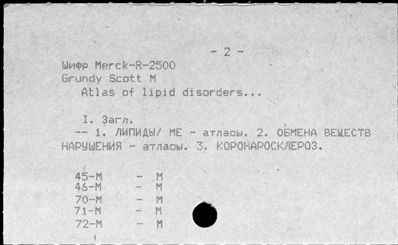 - 2 -
Шифр Merck-R-2500
Grundy Scott M
Atlas of lipid disorders...
I. Загл.
-- 1. ЛИПИДЫ/ МЕ - атласы. 2. ОБМЕНА ВЕЩЕСТВ
НАРУШЕНИЯ - атласы. 3. КОРОНАРОСКЛЕРОЗ.
45-М - М
46-М - М
70-М - М
71-М - М
72-М - М